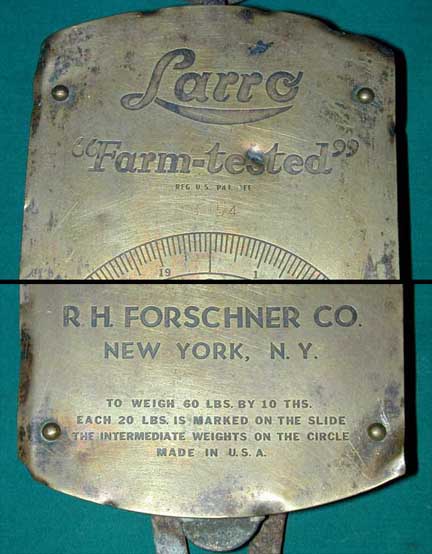 Larro
“Farm-tested”
REG. U.S. PAT. OFF.
19 1
R. H. FORSCHNER CO.
NEW YORK, N. Y.
TO WEIGH 60 LBS. BY 10 THS.
EACH 20 LBS. IS MARKED ON THE SLIDE
THE INTERMEDIATE WEIGHTS ON THE CIRCLE
MADE IN U.S.A.